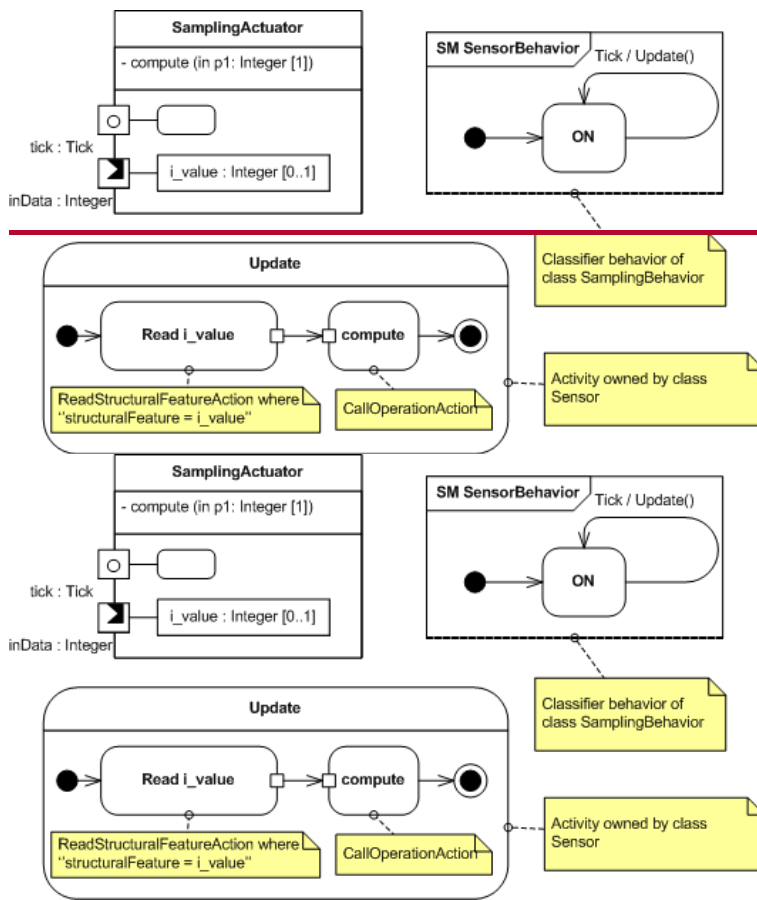 SamplingActuator
- compute (in p1: Integer [1])
tick : Tick
i_value : Integer [0..1]
inData : Integer
SM SensorBehavior
Tick / Update()
ON
Classifier behavior of
class SamplingBehavior
Update
Read i_value
compute
ReadStructuralFeatureAction where
"structuralFeature = i_value"
CallOperationAction
Activity owned by class
Sensor
SamplingActuator
- compute (in p1: Integer [1])
tick : Tick
i_value : Integer [0..1]
inData : Integer
SM SensorBehavior
Tick / Update()
ON
Classifier behavior of
class SamplingBehavior
Update
Read i_value
compute
ReadStructuralFeatureAction where
"structuralFeature = i_value"
CallOperationAction
Activity owned by class
Sensor